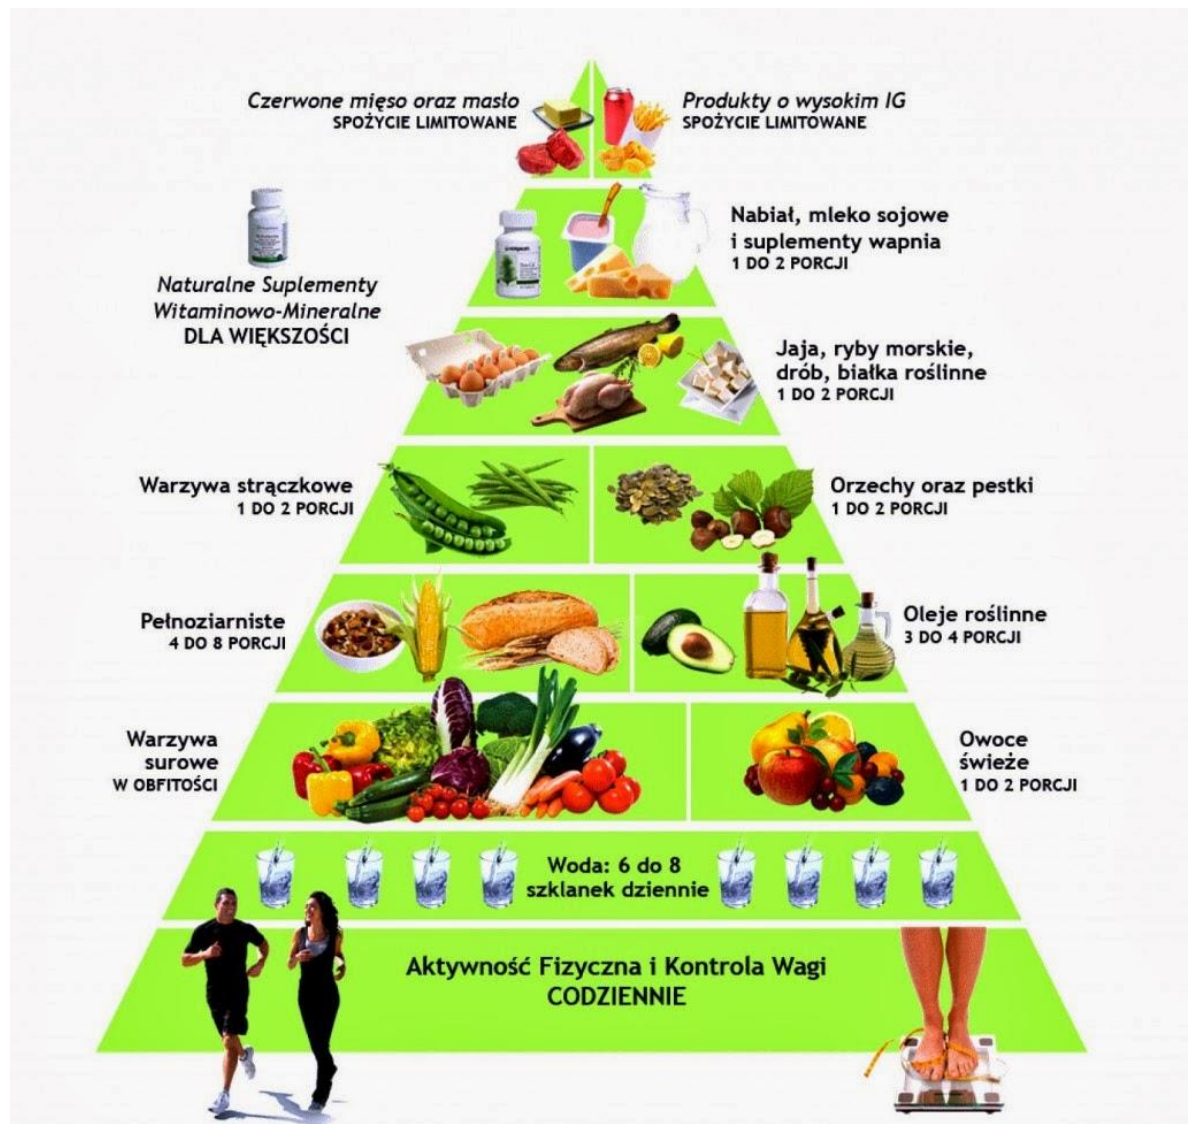 Czerwone mięso oraz masło
SPOŻYCIE LIMITOWANE
Produkty o wysokim IG
SPOŻYCIE LIMITOWANE
Nabiał, mleko sojowe
i suplementy wapnia
1 DO 2 PORCJI
Naturalne Suplementy
Witaminowo-Mineralne
DLA WIĘKSZOŚCI
Jaja, ryby morskie,
drób, białka roślinne
1 DO 2 PORCJI
Warzywa strączkowe
1 DO 2 PORCJI
Orzechy oraz pestki
1 DO 2 PORCJI
Pełnoziarniste
4 DO 8 PORCJI
Oleje roślinne
3 DO 4 PORCJI
Warzywa
surowe
W OBFITOŚCI
Owoce
świeże
1 DO 2 PORCJI
Woda: 6 do 8
szklanek dziennie
Aktywność Fizyczna i Kontrola Wagi
CODZIENNIE